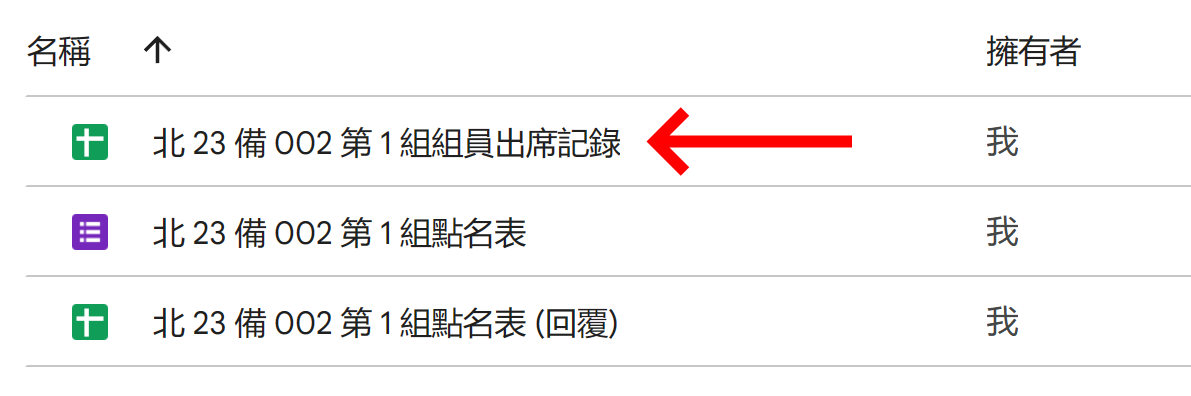 名稱 ↑ 擁有者
北 23 備 002 第 1 組組員出席記錄 我
北 23 備 002 第 1 組點名表 我
北 23 備 002 第 1 組點名表 (回覆) 我